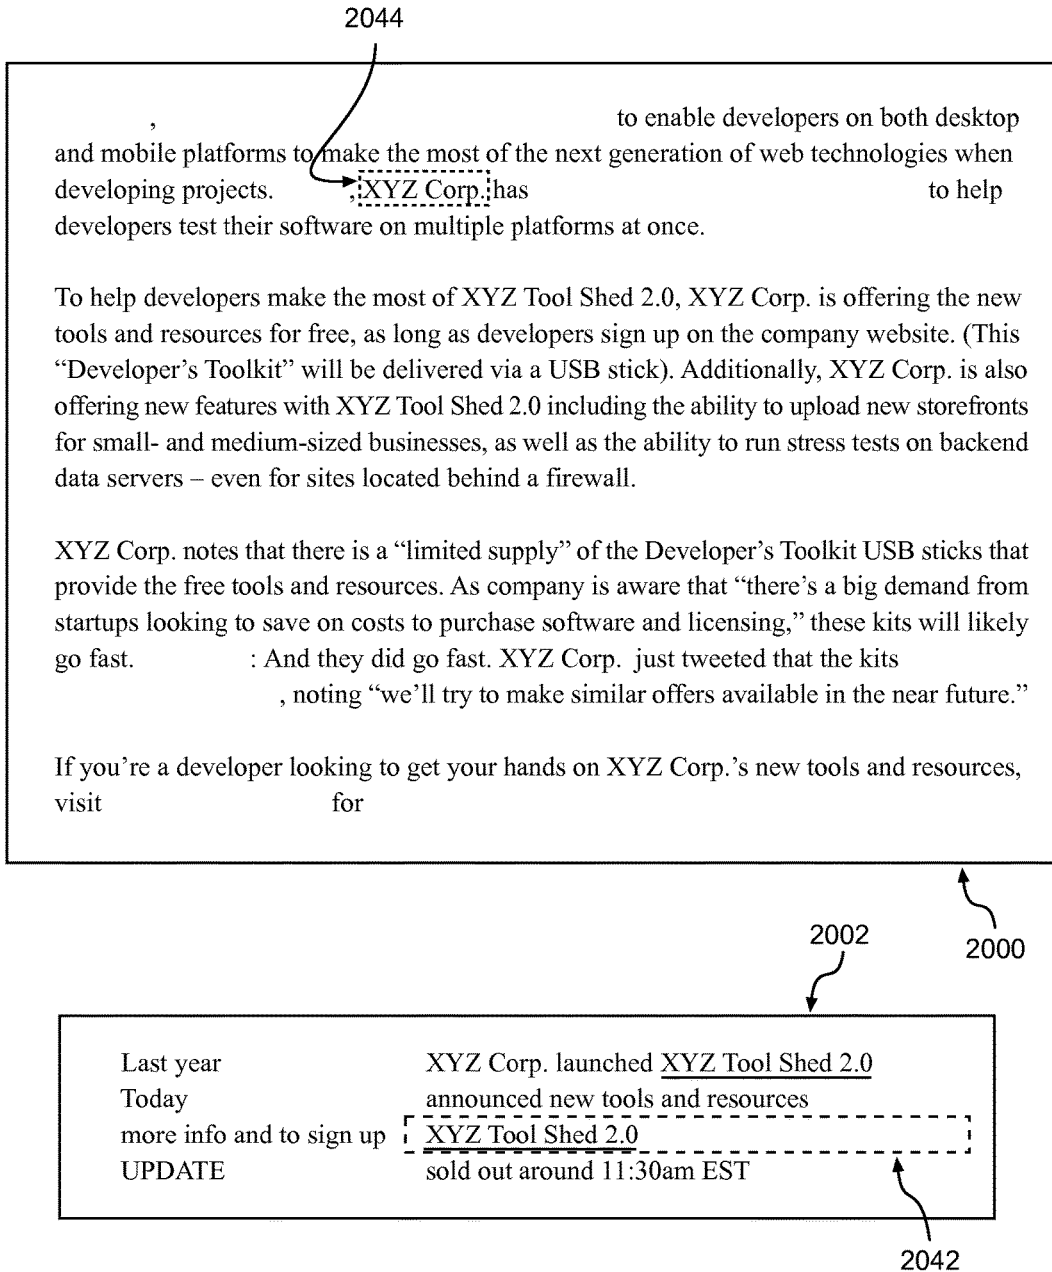 2044
, to enable developers on both desktop
and mobile platforms to make the most of the next generation of web technologies when
developing projects. , XYZ Corp. has to help
developers test their software on multiple platforms at once.
To help developers make the most of XYZ Tool Shed 2.0, XYZ Corp. is offering the new
tools and resources for free, as long as developers sign up on the company website. (This
“Developer’s Toolkit” will be delivered via a USB stick). Additionally, XYZ Corp. is also
offering new features with XYZ Tool Shed 2.0 including the ability to upload new storefronts
for small- and medium-sized businesses, as well as the ability to run stress tests on backend
data servers – even for sites located behind a firewall.
XYZ Corp. notes that there is a “limited supply” of the Developer’s Toolkit USB sticks that
provide the free tools and resources. As company is aware that “there’s a big demand from
startups looking to save on costs to purchase software and licensing,” these kits will likely
go fast. : And they did go fast. XYZ Corp. just tweeted that the kits
, noting “we’ll try to make similar offers available in the near future.”
If you’re a developer looking to get your hands on XYZ Corp.’s new tools and resources,
visit for
2000
2002
Last year XYZ Corp. launched XYZ Tool Shed 2.0
Today announced new tools and resources
more info and to sign up XYZ Tool Shed 2.0
UPDATE sold out around 11:30am EST
2042